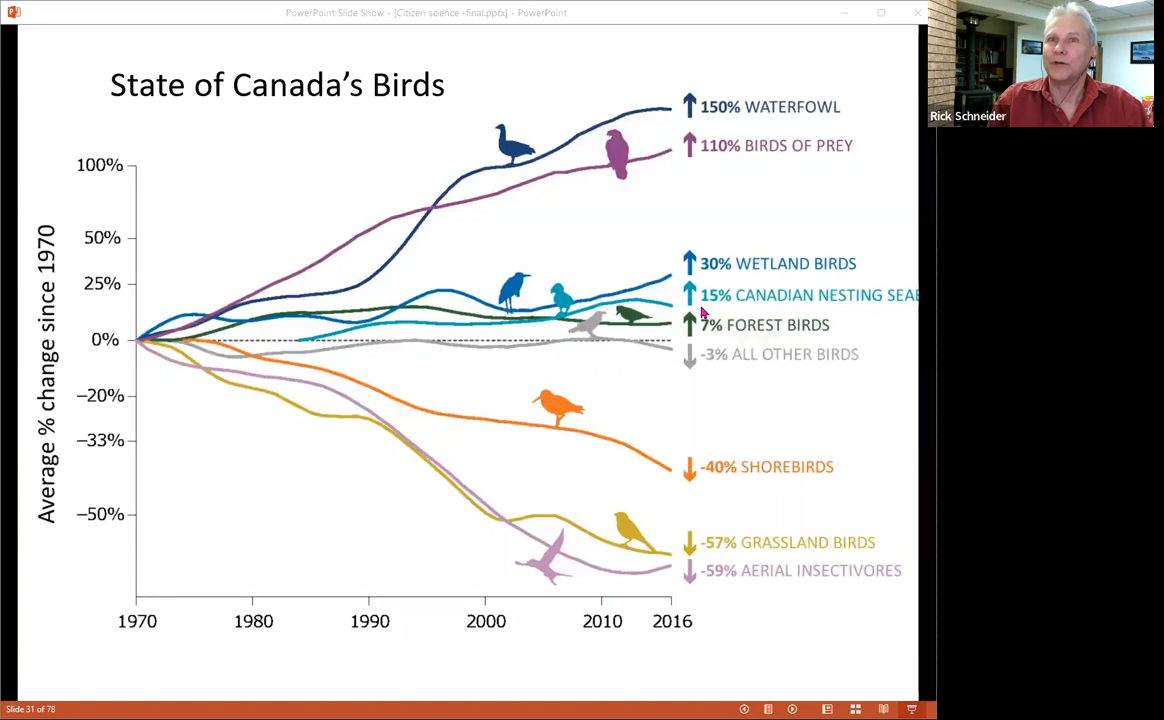 PowerPoint Slide Show - [Citizen science -final.pptx] - PowerPoint
Rick Schneider
State of Canada's Birds
Average % change since 1970
100%
50%
25%
0%
–20%
–33%
–50%
150% WATERFOWL
110% BIRDS OF PREY
30% WETLAND BIRDS
15% CANADIAN NESTING SEAB
7% FOREST BIRDS
-3% ALL OTHER BIRDS
-40% SHOREBIRDS
-57% GRASSLAND BIRDS
-59% AERIAL INSECTIVORES
1970 1980 1990 2000 2010 2016
Slide 31 of 78